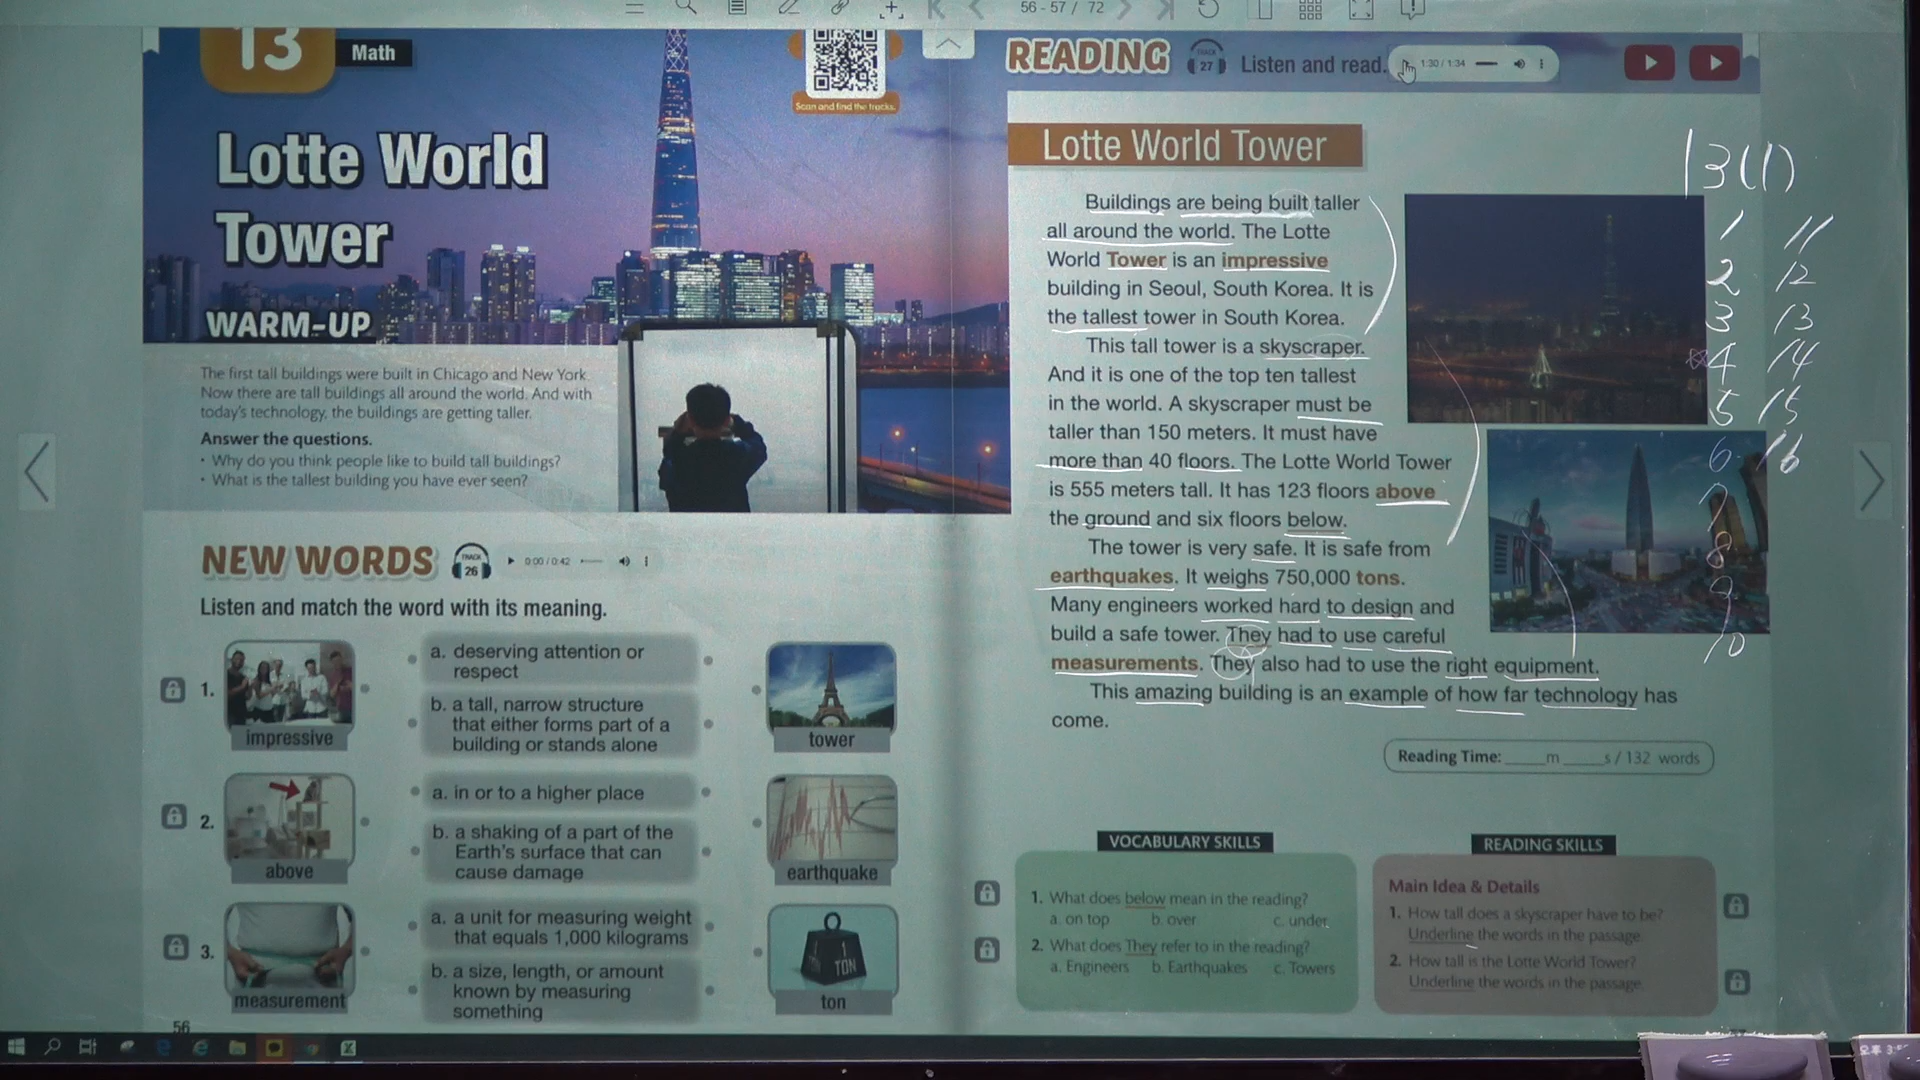 56 - 57 / 72
13
Math
Scan and find the tracks.
Lotte World
Tower
WARM-UP
The first tall buildings were built in Chicago and New York.
Now there are tall buildings all around the world. And with
today's technology, the buildings are getting taller.
Answer the questions.
• Why do you think people like to build tall buildings?
• What is the tallest building you have ever seen?
NEW WORDS
TRACK
26
0:00 / 0:42
Listen and match the word with its meaning.
1.
impressive
a. deserving attention or
respect
b. a tall, narrow structure
that either forms part of a
building or stands alone
tower
2.
above
a. in or to a higher place
b. a shaking of a part of the
Earth's surface that can
cause damage
earthquake
3.
measurement
a. a unit for measuring weight
that equals 1,000 kilograms
b. a size, length, or amount
known by measuring
something
1
TON
ton
56
READING
TRACK
27
Listen and read.
1:30 / 1:34
Lotte World Tower
Buildings are being built taller
all around the world. The Lotte
World Tower is an impressive
building in Seoul, South Korea. It is
the tallest tower in South Korea.
This tall tower is a skyscraper.
And it is one of the top ten tallest
in the world. A skyscraper must be
taller than 150 meters. It must have
more than 40 floors. The Lotte World Tower
is 555 meters tall. It has 123 floors above
the ground and six floors below.
The tower is very safe. It is safe from
earthquakes. It weighs 750,000 tons.
Many engineers worked hard to design and
build a safe tower. They had to use careful
measurements. They also had to use the right equipment.
This amazing building is an example of how far technology has
come.
Reading Time: _____m _____s / 132 words
13(1)
1 11
2 12
3 13
4 14
5 15
6 16
7
8
9
10
VOCABULARY SKILLS
1. What does below mean in the reading?
a. on top b. over c. under
2. What does They refer to in the reading?
a. Engineers b. Earthquakes c. Towers
READING SKILLS
Main Idea & Details
1. How tall does a skyscraper have to be?
Underline the words in the passage.
2. How tall is the Lotte World Tower?
Underline the words in the passage.